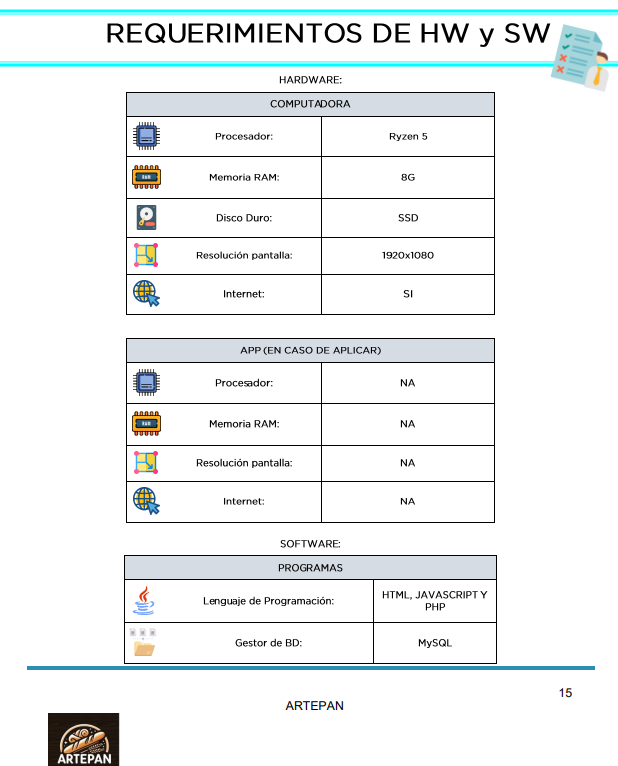 REQUERIMIENTOS DE HW y SW
HARDWARE:
COMPUTADORA
Procesador: Ryzen 5
Memoria RAM: 8G
Disco Duro: SSD
Resolución pantalla: 1920x1080
Internet: SI
APP (EN CASO DE APLICAR)
Procesador: NA
Memoria RAM: NA
Resolución pantalla: NA
Internet: NA
SOFTWARE:
PROGRAMAS
Lenguaje de Programación: HTML, JAVASCRIPT Y
PHP
Gestor de BD: MySQL
15
ARTEPAN
ARTEPAN